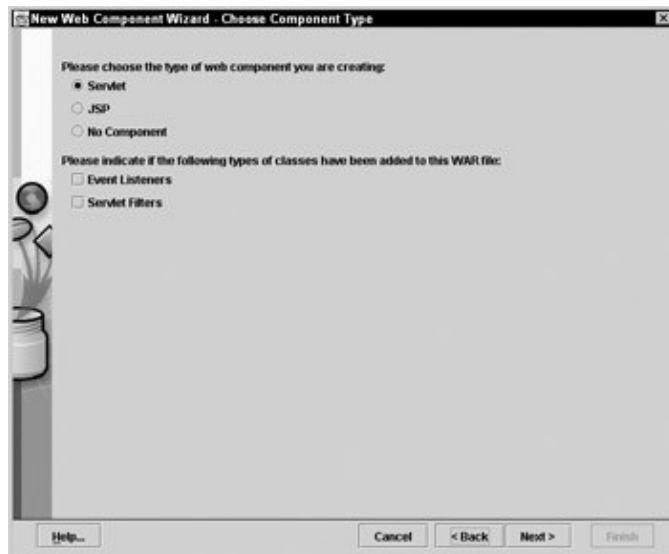 New Web Component Wizard - Choose Component Type
Please choose the type of web component you are creating:
Servlet
JSP
No Component
Please indicate if the following types of classes have been added to this WAR file:
Event Listeners
Servlet Filters
Help...
Cancel
< Back
Next >
Finish